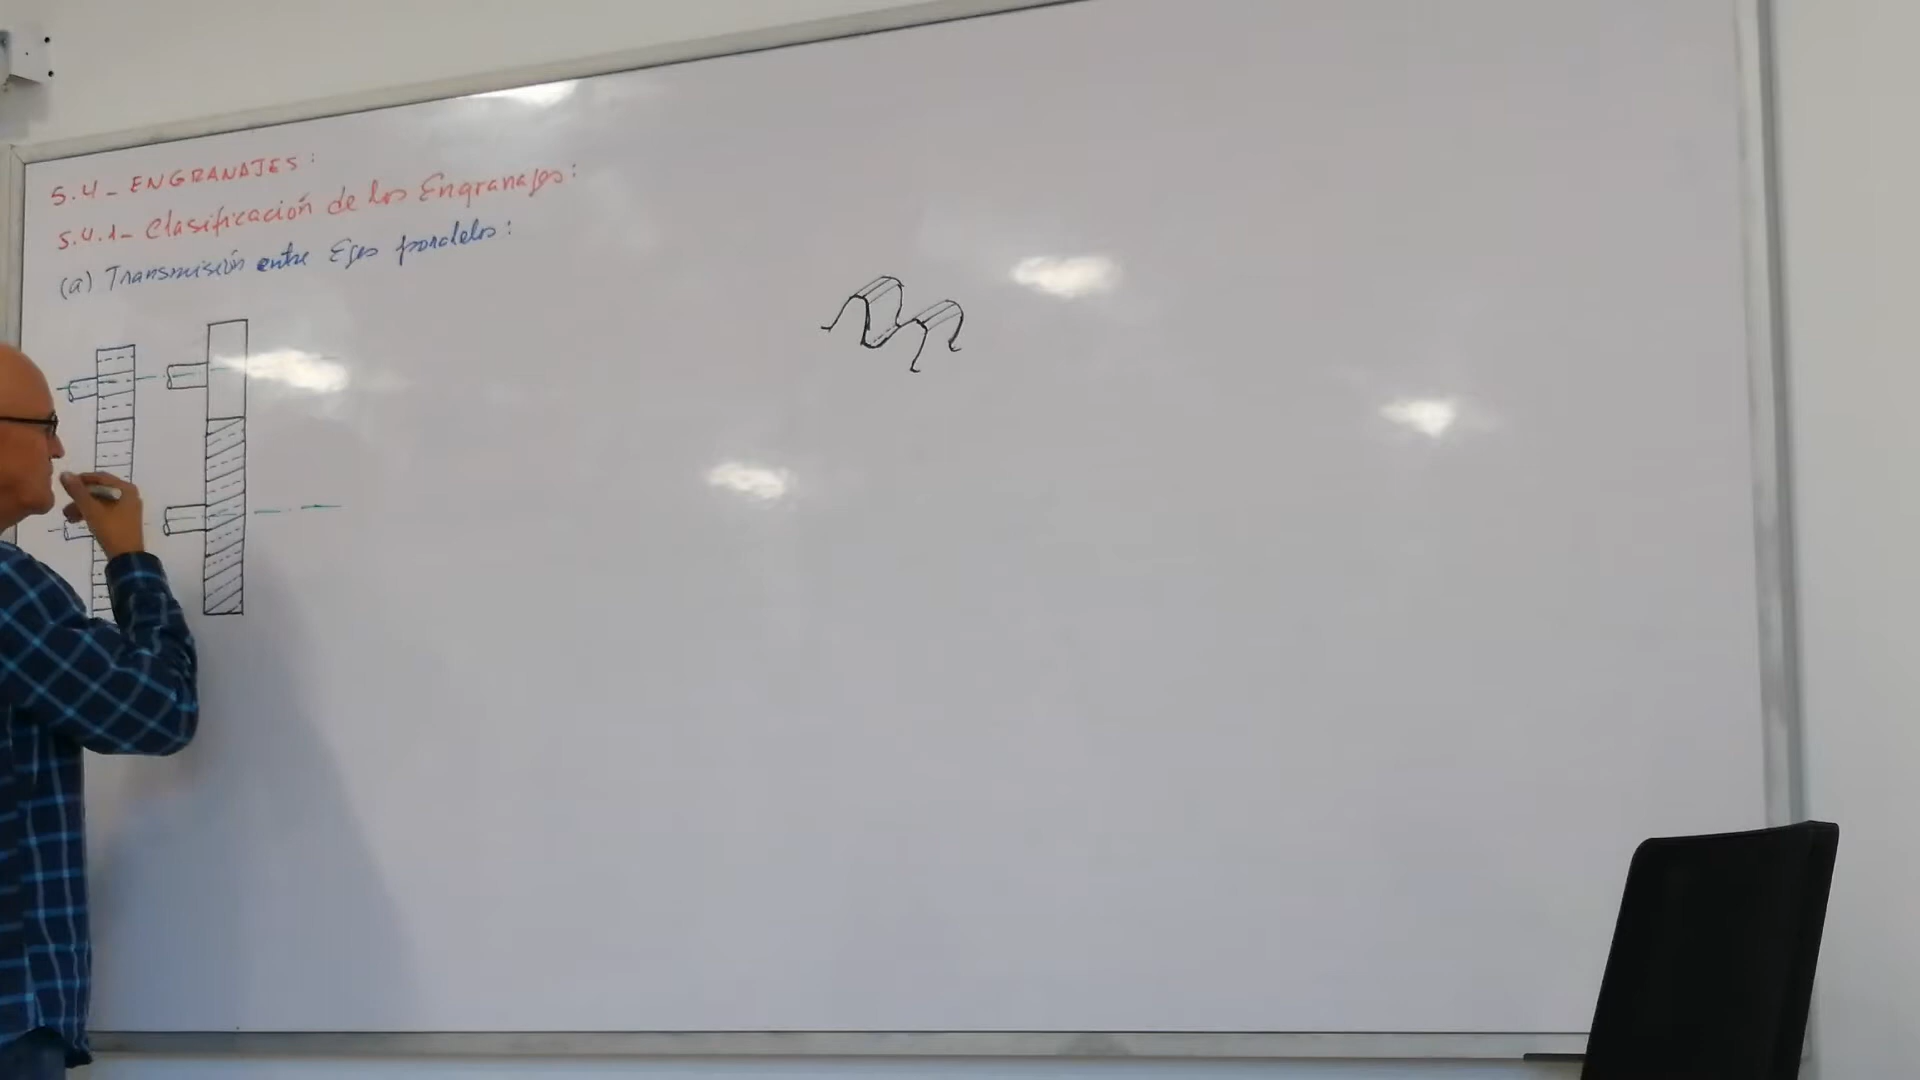 5.4- ENGRANAJES:
5.4.1- Clasificación de los Engranajes:
(a) Transmisión entre Ejes paralelos: